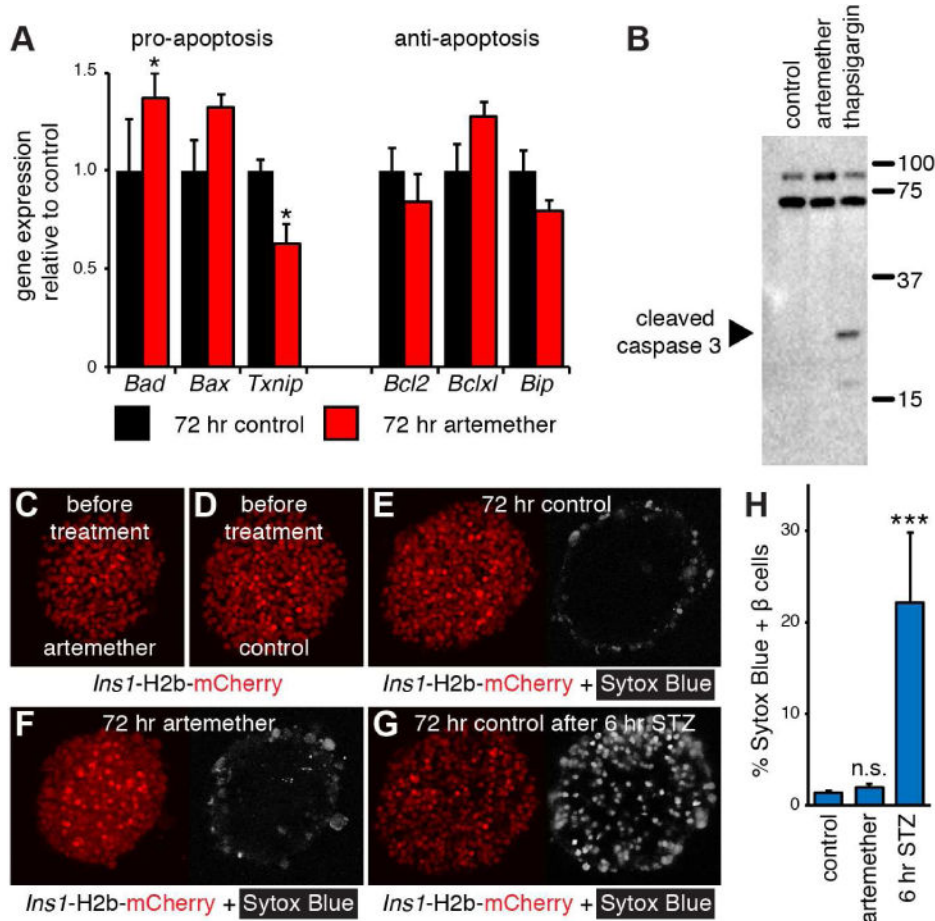 A
pro-apoptosis
anti-apoptosis
gene expression
relative to control
1.5
1.0
0.5
0
*
*
Bad Bax Txnip Bcl2 Bclxl Bip
72 hr control
72 hr artemether
B
control
artemether
thapsigargin
100
75
37
15
cleaved
caspase 3
C
before
treatment
artemether
D
before
treatment
control
Ins1-H2b-mCherry
E
72 hr control
Ins1-H2b-mCherry + Sytox Blue
F
72 hr artemether
Ins1-H2b-mCherry + Sytox Blue
G
72 hr control after 6 hr STZ
Ins1-H2b-mCherry + Sytox Blue
H
% Sytox Blue + β cells
30
20
10
0
n.s.
***
control
artemether
6 hr STZ